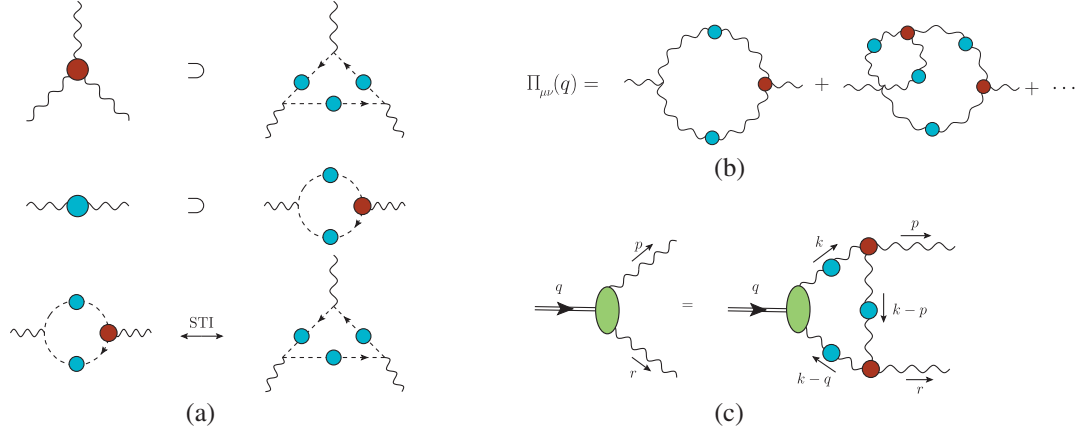 ⊃
⊃
STI
(a)
Π_{μν}(q) = + + ···
(b)
q
p
r
=
q
k
p
k − p
k − q
r
(c)